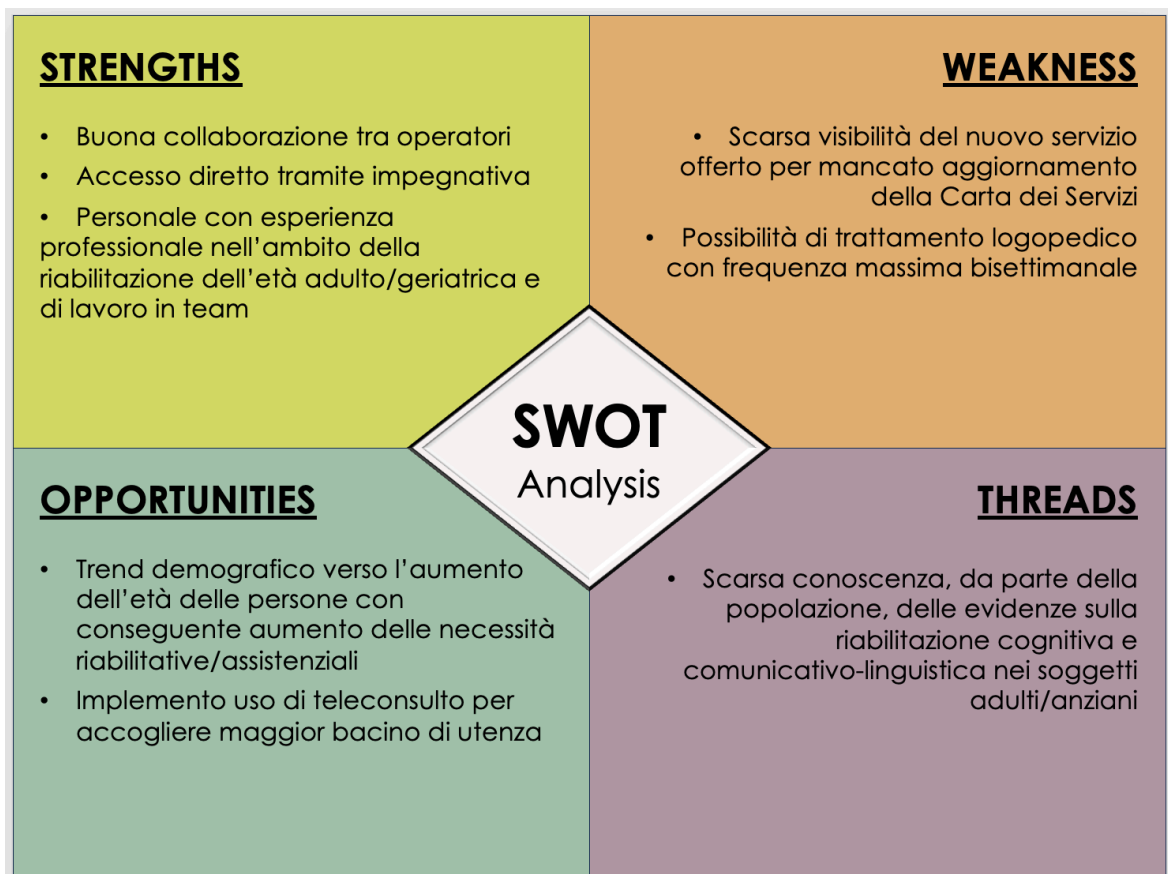 STRENGTHS
• Buona collaborazione tra operatori
• Accesso diretto tramite impegnativa
• Personale con esperienza
professionale nell’ambito della
riabilitazione dell’età adulto/geriatrica e
di lavoro in team
WEAKNESS
• Scarsa visibilità del nuovo servizio
offerto per mancato aggiornamento
della Carta dei Servizi
• Possibilità di trattamento logopedico
con frequenza massima bisettimanale
SWOT
Analysis
OPPORTUNITIES
• Trend demografico verso l’aumento
dell’età delle persone con
conseguente aumento delle necessità
riabilitative/assistenziali
• Implemento uso di teleconsulto per
accogliere maggior bacino di utenza
THREADS
• Scarsa conoscenza, da parte della
popolazione, delle evidenze sulla
riabilitazione cognitiva e
comunicativo-linguistica nei soggetti
adulti/anziani